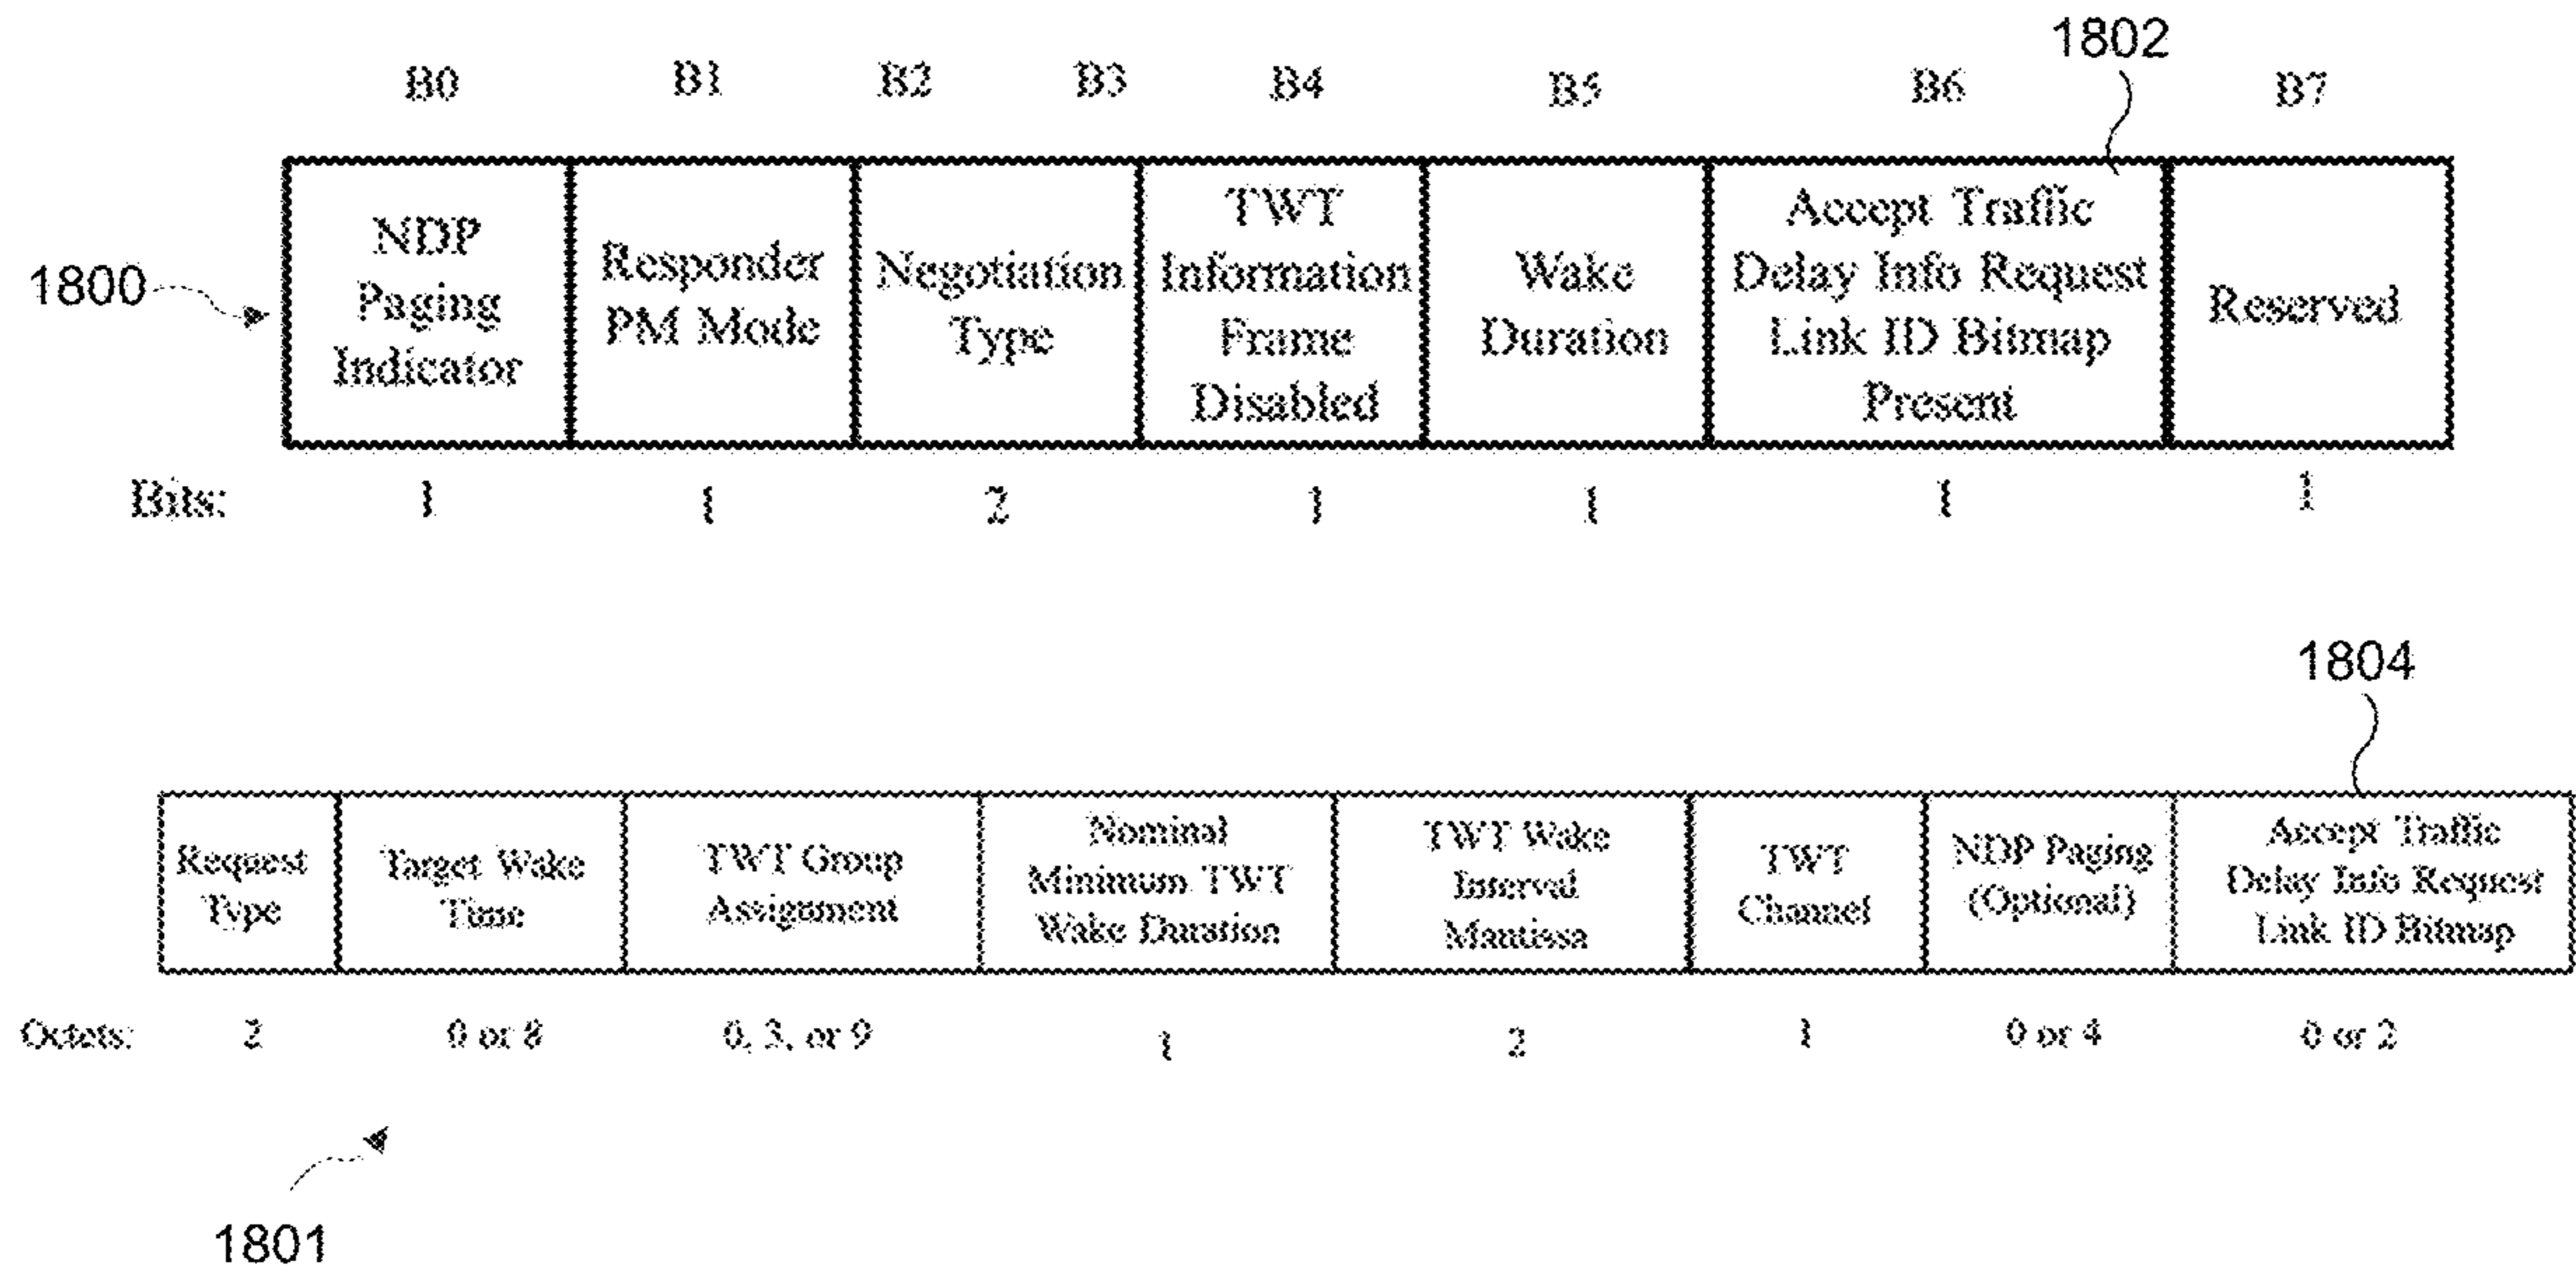 1802
B0 B1 B2 B3 B4 B5 B6 B7
1800
NDP
Paging
Indicator
Responder
PM Mode
Negotiation
Type
TWT
Information
Frame
Disabled
Wake
Duration
Accept Traffic
Delay Info Request
Link ID Bitmap
Present
Reserved
Bits: 1 1 2 1 1 1 1
1804
Request
Type
Target Wake
Time
TWT Group
Assignment
Nominal
Minimum TWT
Wake Duration
TWT Wake
Interval
Mantissa
TWT
Channel
NDP Paging
(Optional)
Accept Traffic
Delay Info Request
Link ID Bitmap
Octets: 2 0 or 8 0, 3, or 9 1 2 1 0 or 4 0 or 2
1801